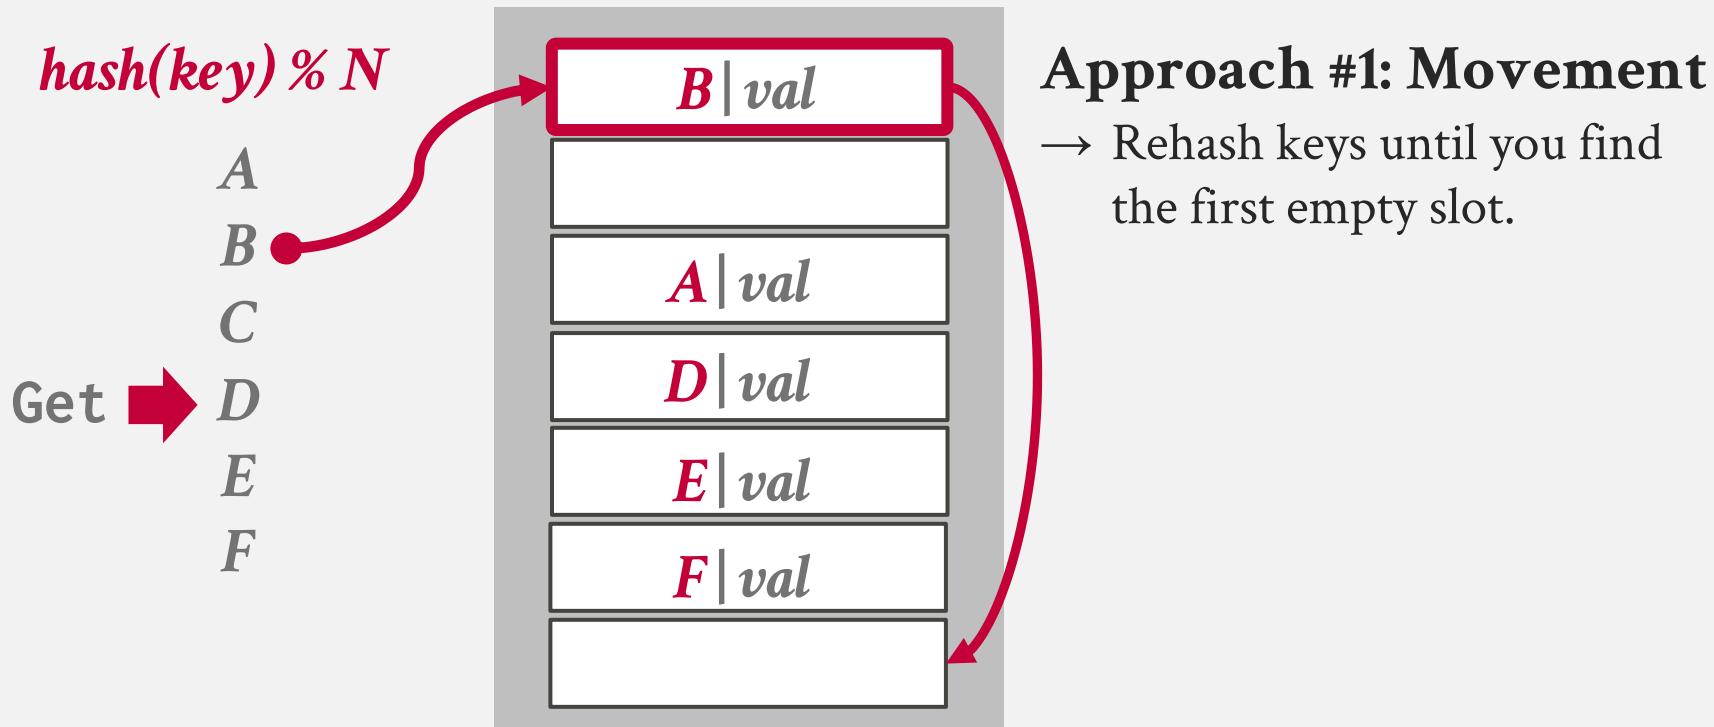 hash(key) % N
A
B
C
Get D
E
F
B|val
A|val
D|val
E|val
F|val
Approach #1: Movement
→ Rehash keys until you find
the first empty slot.